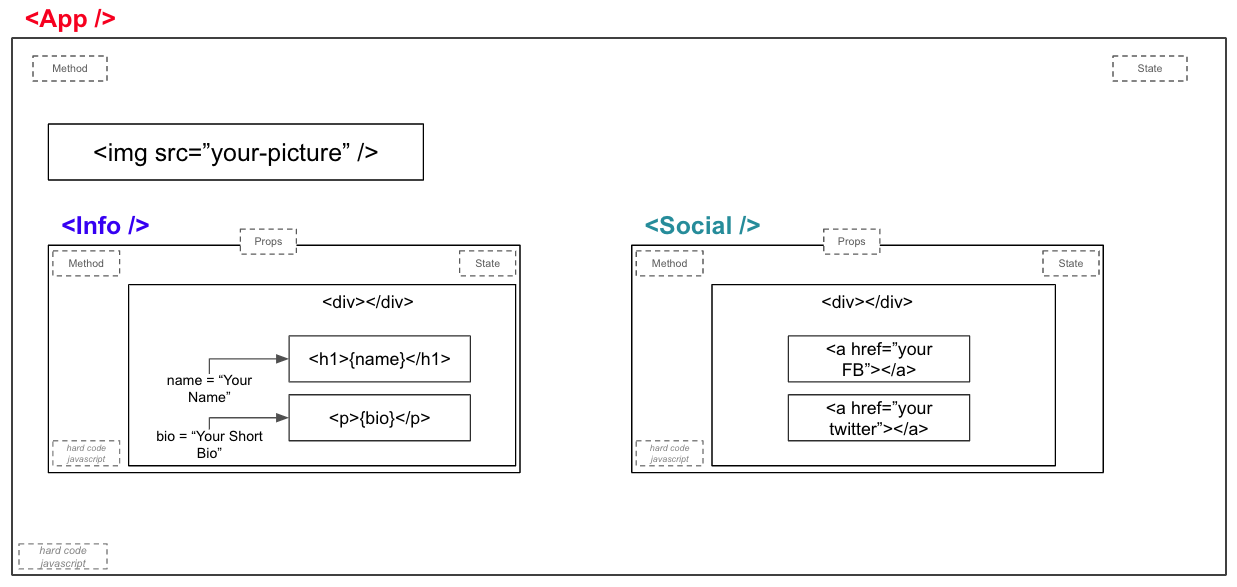 <App />
Method
State
<img src=”your-picture” />
<Info />
Props
Method
State
<div></div>
<h1>{name}</h1>
name = “Your
Name”
<p>{bio}</p>
bio = “Your Short
Bio”
hard code
javascript
<Social />
Props
Method
State
<div></div>
<a href=”your
FB”></a>
<a href=”your
twitter”></a>
hard code
javascript
hard code
javascript